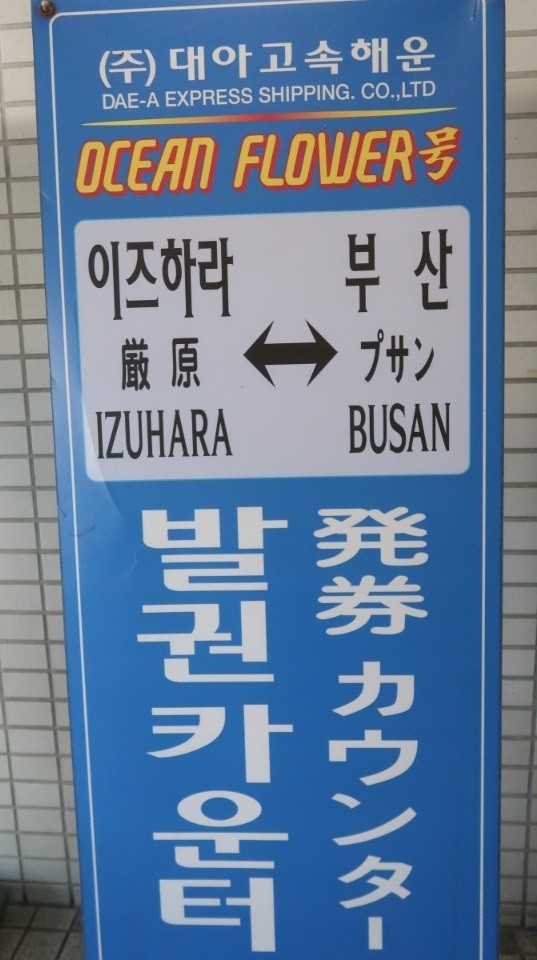 (주) 대아고속해운
DAE-A EXPRESS SHIPPING. CO.,LTD
OCEAN FLOWER号
이즈하라 부 산
厳 原 プサン
IZUHARA BUSAN
発券カウンター
발권카운터